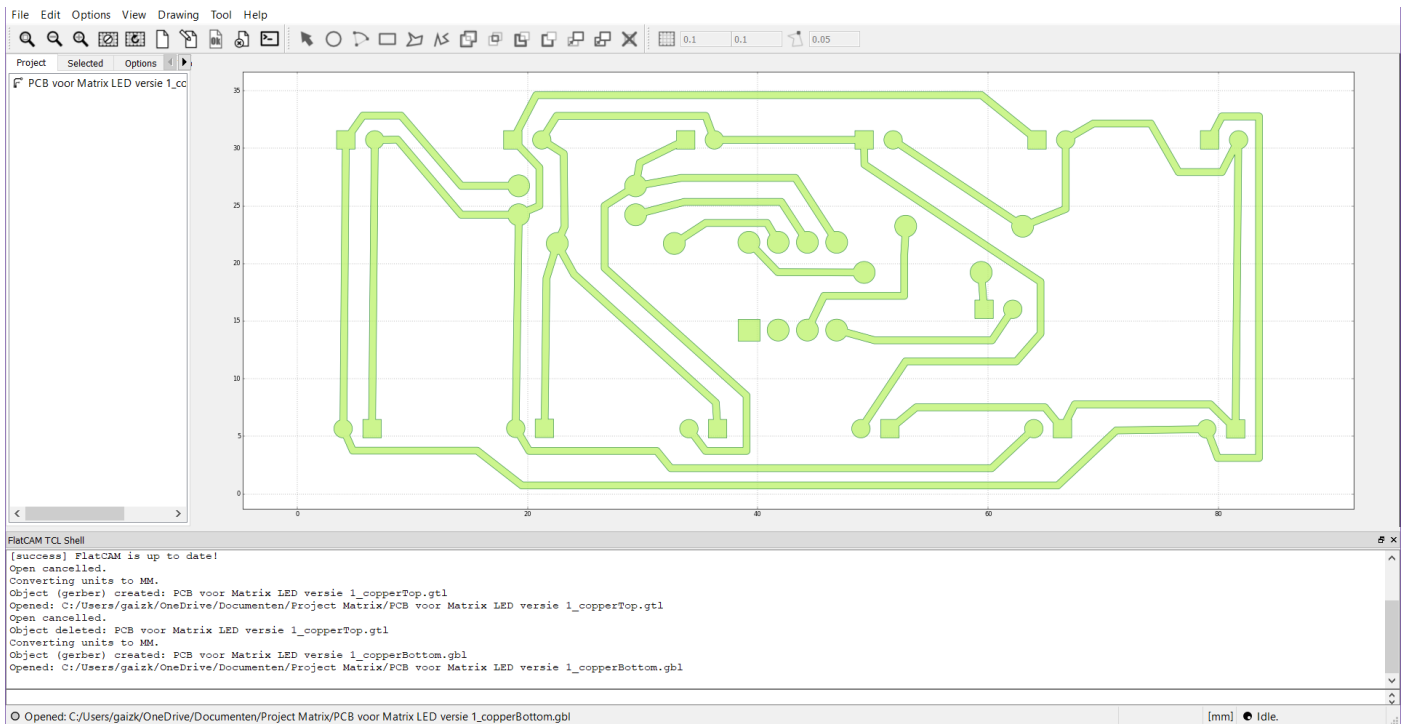 File Edit Options View Drawing Tool Help
Ok
0.1 0.1 0.05
Project Selected Options
PCB voor Matrix LED versie 1_cc
35
30
25
20
15
10
5
0
0 20 40 60 80
FlatCAM TCL Shell
[success] FlatCAM is up to date!
Open cancelled.
Converting units to MM.
Object (gerber) created: PCB voor Matrix LED versie 1_copperTop.gtl
Opened: C:/Users/gaizk/OneDrive/Documenten/Project Matrix/PCB voor Matrix LED versie 1_copperTop.gtl
Open cancelled.
Object deleted: PCB voor Matrix LED versie 1_copperTop.gtl
Converting units to MM.
Object (gerber) created: PCB voor Matrix LED versie 1_copperBottom.gbl
Opened: C:/Users/gaizk/OneDrive/Documenten/Project Matrix/PCB voor Matrix LED versie 1_copperBottom.gbl
Opened: C:/Users/gaizk/OneDrive/Documenten/Project Matrix/PCB voor Matrix LED versie 1_copperBottom.gbl [mm] Idle.